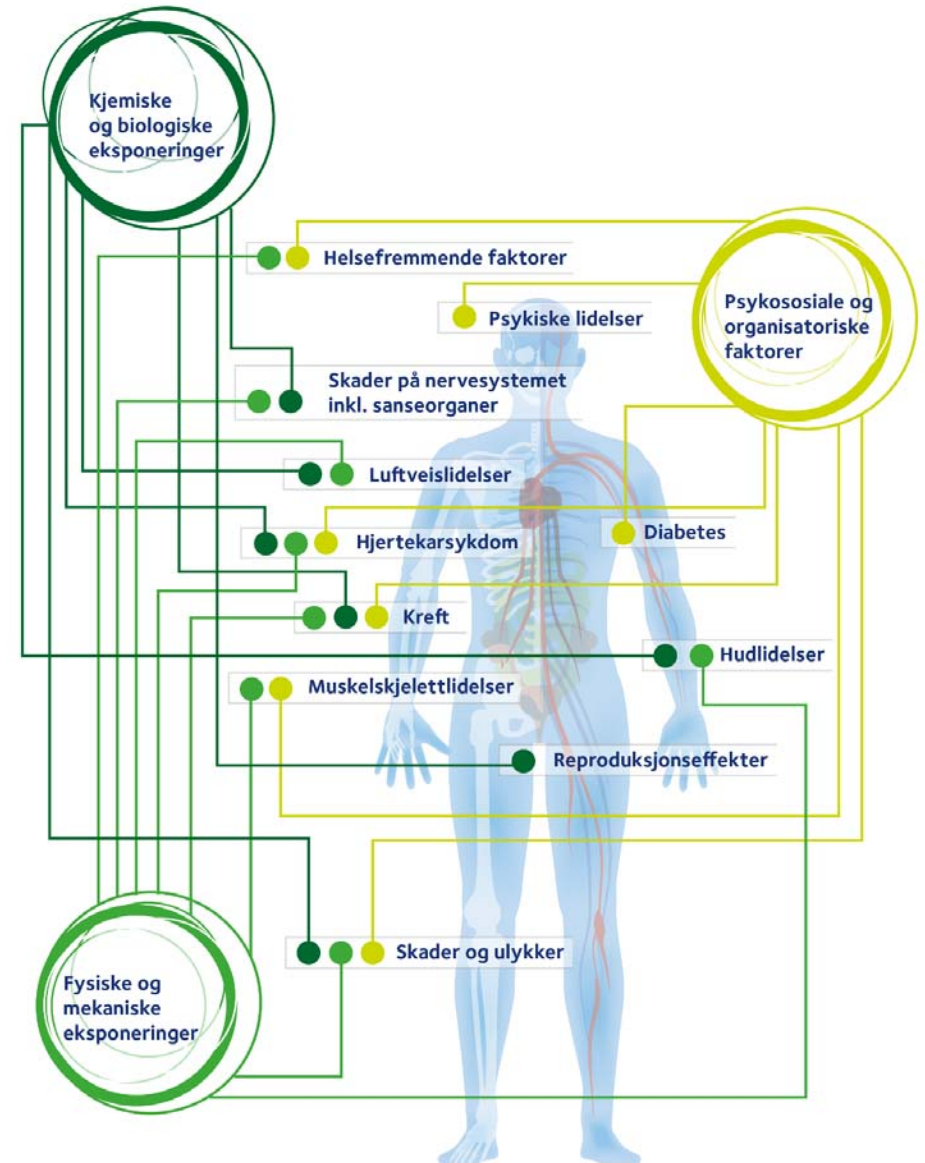 Kjemiske
og biologiske
eksponeringer
Helsefremmende faktorer
Psykososiale og
organisatoriske
faktorer
Psykiske lidelser
Skader på nervesystemet
inkl. sanseorganer
Luftveislidelser
Hjertekarsykdom
Diabetes
Kreft
Hudlidelser
Muskelskjelettlidelser
Reproduksjonseffekter
Skader og ulykker
Fysiske og
mekaniske
eksponeringer